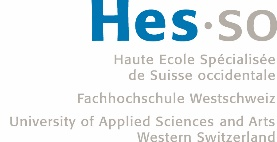 Hes·so
Haute Ecole Spécialisée
de Suisse occidentale
Fachhochschule Westschweiz
University of Applied Sciences and Arts
Western Switzerland